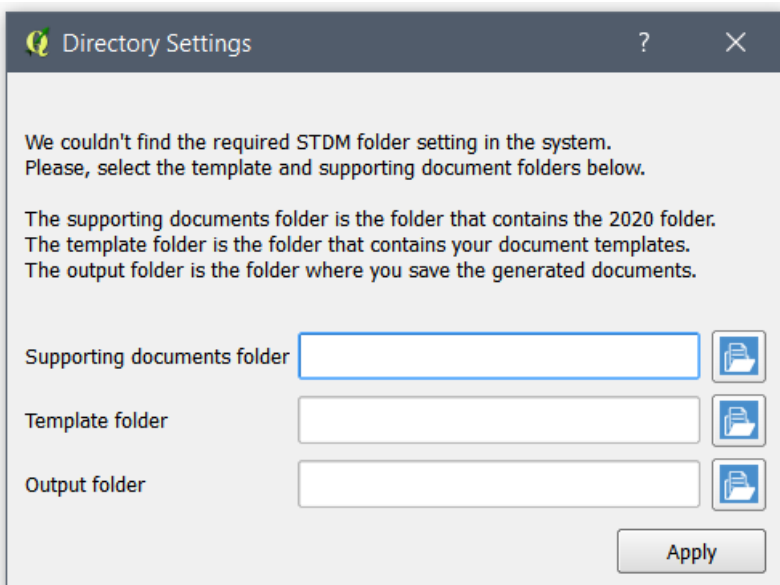 Directory Settings
?
We couldn't find the required STDM folder setting in the system.
Please, select the template and supporting document folders below.
The supporting documents folder is the folder that contains the 2020 folder.
The template folder is the folder that contains your document templates.
The output folder is the folder where you save the generated documents.
Supporting documents folder
Template folder
Output folder
Apply